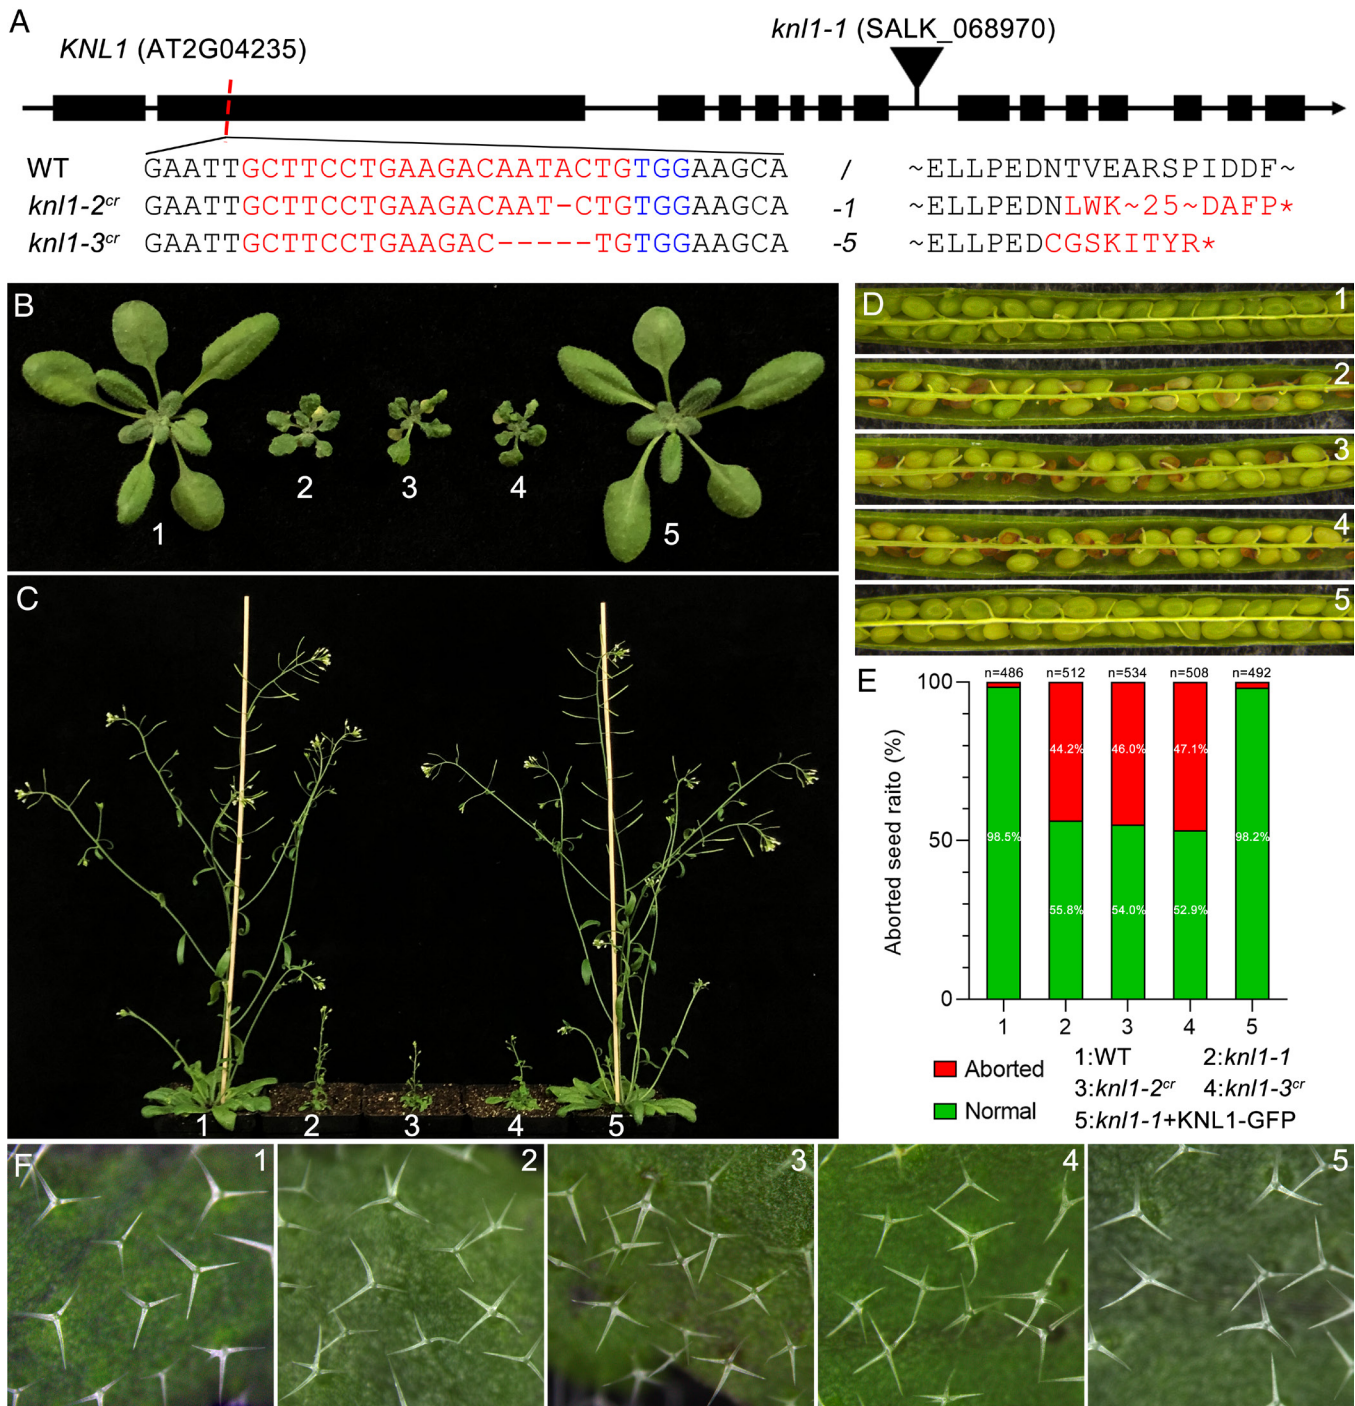 A
KNL1 (AT2G04235)
knl1-1 (SALK_068970)
WT GAATTGCTTCCTGAAGACAATACTGTGGAAGCA / ~ELLPEDNTVEARSPIDDF~
knl1-2cr GAATTGCTTCCTGAAGACAAT-CTGTGGAAGCA -1 ~ELLPEDNLWK~25~DAFP*
knl1-3cr GAATTGCTTCCTGAAGAC-----TGTGGAAGCA -5 ~ELLPEDCGSKITYR*
B
1 2 3 4 5
C
1 2 3 4 5
D
1
2
3
4
5
E
n=486 n=512 n=534 n=508 n=492
Aborted seed raito (%)
100
50
0
98.5% 44.2% 46.0% 47.1% 98.2%
55.8% 54.0% 52.9%
1 2 3 4 5
Aborted
Normal
1:WT 2:knl1-1
3:knl1-2cr 4:knl1-3cr
5:knl1-1+KNL1-GFP
F
1 2 3 4 5